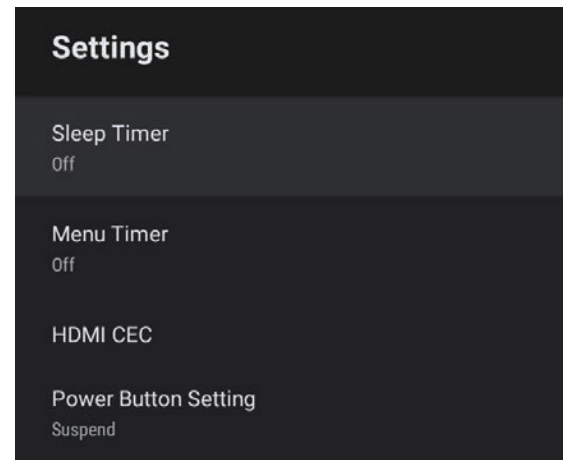 Settings
Sleep Timer
Off
Menu Timer
Off
HDMI CEC
Power Button Setting
Suspend